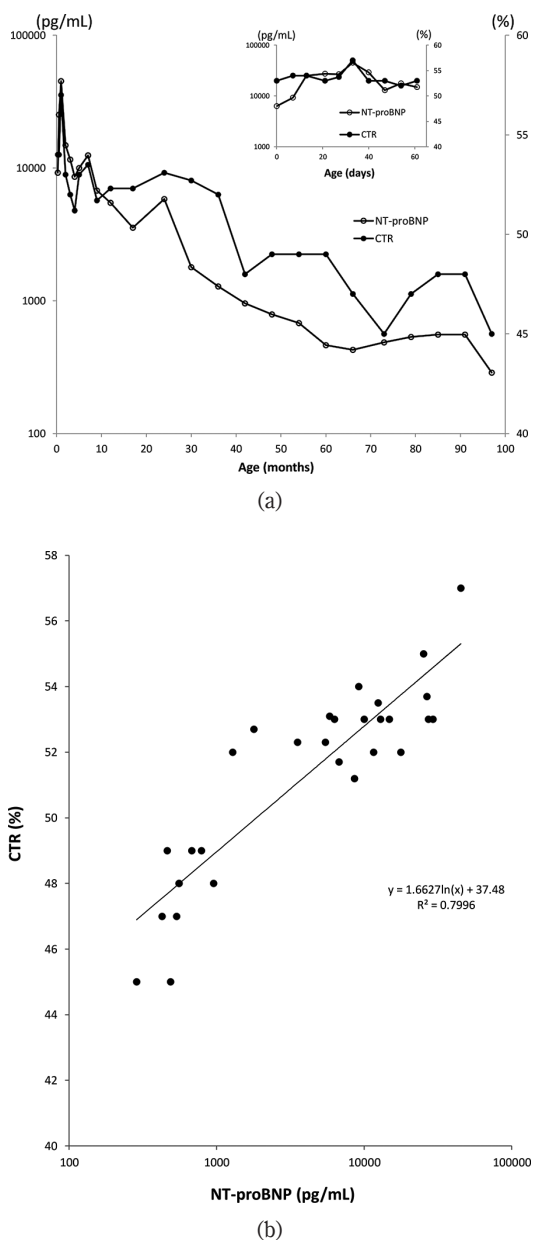 (pg/mL) (%)
100000 60
(pg/mL) (%)
100000 60
55
10000 50
45
1000 40
0 20 40 60
Age (days)
NT-proBNP
CTR
55
10000
NT-proBNP
CTR
50
1000
45
100 40
0 10 20 30 40 50 60 70 80 90 100
Age (months)
(a)
58
56
54
52
50
48
46
44
42
40
CTR (%)
y = 1.6627ln(x) + 37.48
R² = 0.7996
100 1000 10000 100000
NT-proBNP (pg/mL)
(b)